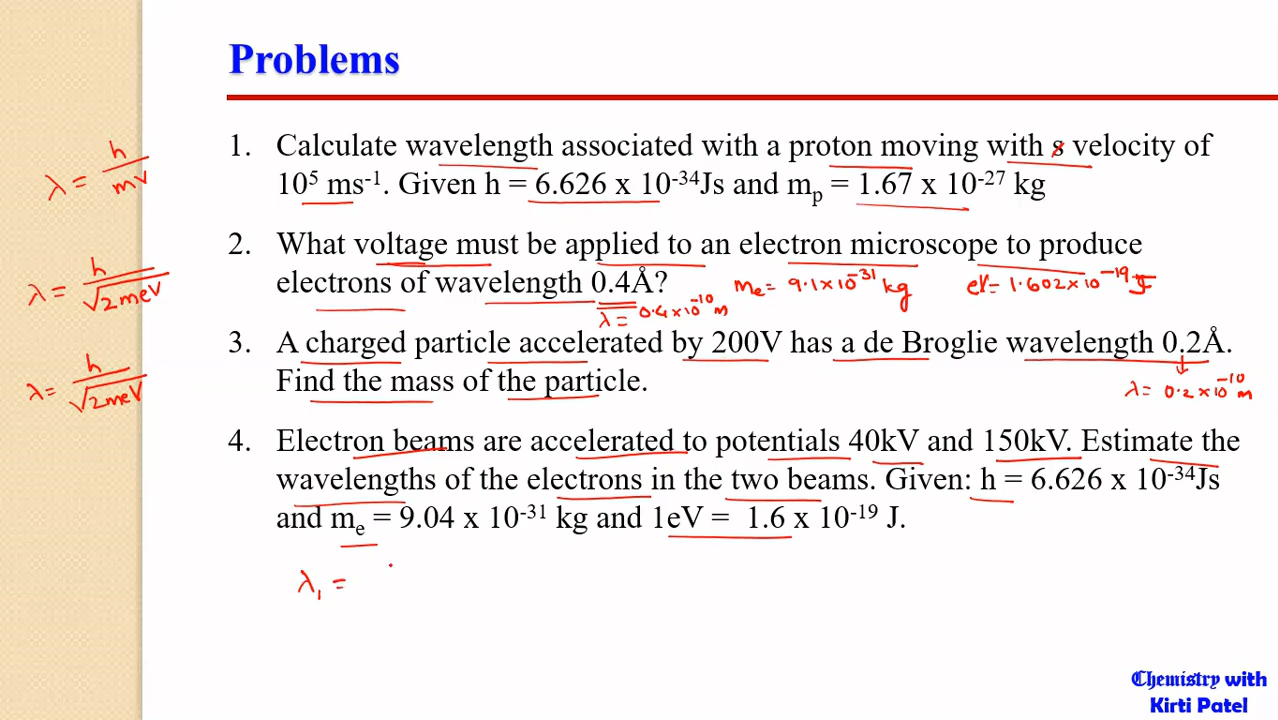 Problems
1. Calculate wavelength associated with a proton moving with s velocity of
10⁵ ms⁻¹. Given h = 6.626 x 10⁻³⁴Js and mₚ = 1.67 x 10⁻²⁷ kg
λ = h/mv
2. What voltage must be applied to an electron microscope to produce
electrons of wavelength 0.4Å?
mₑ = 9.1×10⁻³¹ kg
eV = 1.602×10⁻¹⁹ J
λ = 0.4×10⁻¹⁰ m
λ = h/√2meV
3. A charged particle accelerated by 200V has a de Broglie wavelength 0.2Å.
Find the mass of the particle.
λ = 0.2×10⁻¹⁰ m
λ = h/√2meV
4. Electron beams are accelerated to potentials 40kV and 150kV. Estimate the
wavelengths of the electrons in the two beams. Given: h = 6.626 x 10⁻³⁴Js
and mₑ = 9.04 x 10⁻³¹ kg and 1eV = 1.6 x 10⁻¹⁹ J.
λ₁ =
Chemistry with
Kirti Patel